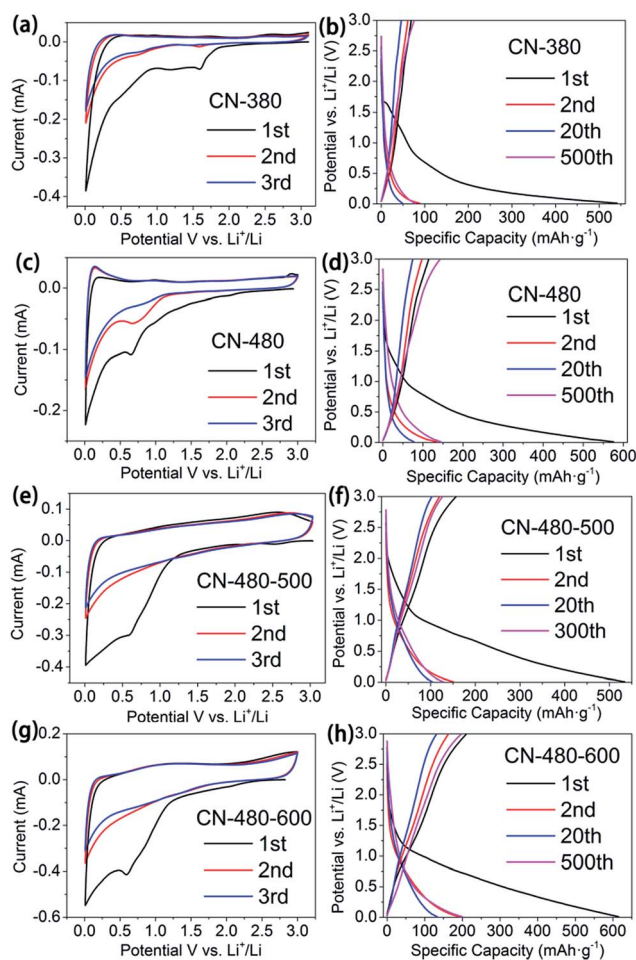 (a)
0.1
0.0
-0.1
-0.2
-0.3
-0.4
Current (mA)
CN-380
1st
2nd
3rd
0.0 0.5 1.0 1.5 2.0 2.5 3.0
Potential V vs. Li⁺/Li
(b)
3.0
2.5
2.0
1.5
1.0
0.5
0.0
Potential vs. Li⁺/Li (V)
CN-380
1st
2nd
20th
500th
0 100 200 300 400 500
Specific Capacity (mAh·g⁻¹)
(c)
0.0
-0.1
-0.2
Current (mA)
CN-480
1st
2nd
3rd
0.0 0.5 1.0 1.5 2.0 2.5 3.0
Potential V vs. Li⁺/Li
(d)
3.0
2.5
2.0
1.5
1.0
0.5
0.0
Potential vs. Li⁺/Li (V)
CN-480
1st
2nd
20th
500th
0 100 200 300 400 500 600
Specific Capacity (mAh·g⁻¹)
(e)
0.1
0.0
-0.1
-0.2
-0.3
-0.4
Current (mA)
CN-480-500
1st
2nd
3rd
0.0 0.5 1.0 1.5 2.0 2.5 3.0
Potential V vs. Li⁺/Li
(f)
3.0
2.5
2.0
1.5
1.0
0.5
0.0
Potential vs. Li⁺/Li (V)
CN-480-500
1st
2nd
20th
300th
0 100 200 300 400 500
Specific Capacity (mAh·g⁻¹)
(g)
0.2
0.0
-0.2
-0.4
-0.6
Current (mA)
CN-480-600
1st
2nd
3rd
0.0 0.5 1.0 1.5 2.0 2.5 3.0
Potential V vs. Li⁺/Li
(h)
3.0
2.5
2.0
1.5
1.0
0.5
0.0
Potential vs. Li⁺/Li (V)
CN-480-600
1st
2nd
20th
500th
0 100 200 300 400 500 600
Specific Capacity (mAh·g⁻¹)